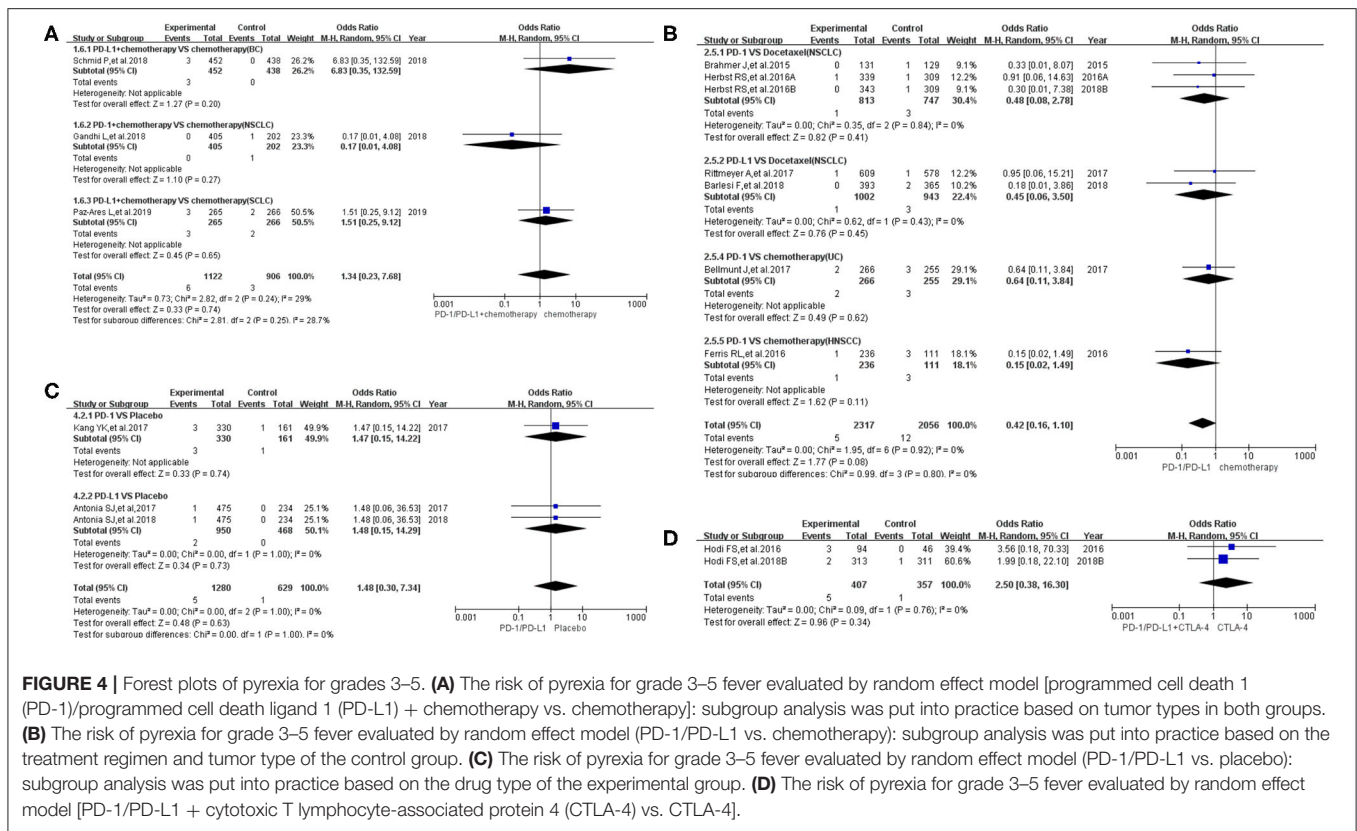 A
Experimental Control Odds Ratio Odds Ratio
Study or Subgroup Events Total Events Total Weight M-H, Random, 95% CI Year M-H, Random, 95% CI
1.6.1 PD-L1+chemotherapy VS chemotherapy(BC)
Schmid P,et al.2018 3 452 0 438 26.2% 6.83 [0.35, 132.59] 2018
Subtotal (95% CI) 452 438 26.2% 6.83 [0.35, 132.59]
Total events 3 0
Heterogeneity: Not applicable
Test for overall effect: Z = 1.27 (P = 0.20)
1.6.2 PD-1+chemotherapy VS chemotherapy(NSCLC)
Gandhi L,et al.2018 0 405 1 202 23.3% 0.17 [0.01, 4.08] 2018
Subtotal (95% CI) 405 202 23.3% 0.17 [0.01, 4.08]
Total events 0 1
Heterogeneity: Not applicable
Test for overall effect: Z = 1.10 (P = 0.27)
1.6.3 PD-L1+chemotherapy VS chemotherapy(SCLC)
Paz-Ares L,et al.2019 3 265 2 266 50.5% 1.51 [0.25, 9.12] 2019
Subtotal (95% CI) 265 266 50.5% 1.51 [0.25, 9.12]
Total events 3 2
Heterogeneity: Not applicable
Test for overall effect: Z = 0.45 (P = 0.65)
Total (95% CI) 1122 906 100.0% 1.34 [0.23, 7.68]
Total events 6 3
Heterogeneity: Tau² = 0.73; Chi² = 2.82, df = 2 (P = 0.24); I² = 29%
Test for overall effect: Z = 0.33 (P = 0.74)
Test for subgroup differences: Chi² = 2.81, df = 2 (P = 0.25), I² = 28.7%
0.001 0.1 1 10 1000
PD-1/PD-L1+chemotherapy chemotherapy
B
Experimental Control Odds Ratio Odds Ratio
Study or Subgroup Events Total Events Total Weight M-H, Random, 95% CI Year M-H, Random, 95% CI
2.5.1 PD-1 VS Docetaxel(NSCLC)
Brahmer J,et al.2015 0 131 1 129 9.1% 0.33 [0.01, 8.07] 2015
Herbst RS,et al.2016A 1 339 1 309 12.2% 0.91 [0.06, 14.63] 2016A
Herbst RS,et al.2016B 0 343 1 309 9.1% 0.30 [0.01, 7.38] 2018B
Subtotal (95% CI) 813 747 30.4% 0.48 [0.08, 2.78]
Total events 1 3
Heterogeneity: Tau² = 0.00; Chi² = 0.35, df = 2 (P = 0.84); I² = 0%
Test for overall effect: Z = 0.82 (P = 0.41)
2.5.2 PD-L1 VS Docetaxel(NSCLC)
Rittmeyer A,et al.2017 1 609 1 578 12.2% 0.95 [0.06, 15.21] 2017
Barlesi F,et al.2018 0 393 2 365 10.2% 0.18 [0.01, 3.86] 2018
Subtotal (95% CI) 1002 943 22.4% 0.45 [0.06, 3.50]
Total events 1 3
Heterogeneity: Tau² = 0.00; Chi² = 0.62, df = 1 (P = 0.43); I² = 0%
Test for overall effect: Z = 0.76 (P = 0.45)
2.5.4 PD-1 VS chemotherapy(UC)
Bellmunt J,et al.2017 2 266 3 255 29.1% 0.64 [0.11, 3.84] 2017
Subtotal (95% CI) 266 255 29.1% 0.64 [0.11, 3.84]
Total events 2 3
Heterogeneity: Not applicable
Test for overall effect: Z = 0.49 (P = 0.62)
2.5.5 PD-1 VS chemotherapy(HNSCC)
Ferris RL,et al.2016 1 236 3 111 18.1% 0.15 [0.02, 1.49] 2016
Subtotal (95% CI) 236 111 18.1% 0.15 [0.02, 1.49]
Total events 1 3
Heterogeneity: Not applicable
Test for overall effect: Z = 1.62 (P = 0.11)
Total (95% CI) 2317 2056 100.0% 0.42 [0.16, 1.10]
Total events 5 12
Heterogeneity: Tau² = 0.00; Chi² = 1.95, df = 6 (P = 0.92); I² = 0%
Test for overall effect: Z = 1.77 (P = 0.08)
Test for subgroup differences: Chi² = 0.99, df = 3 (P = 0.80), I² = 0%
0.001 0.1 1 10 1000
PD-1/PD-L1 chemotherapy
C
Experimental Control Odds Ratio Odds Ratio
Study or Subgroup Events Total Events Total Weight M-H, Random, 95% CI Year M-H, Random, 95% CI
4.2.1 PD-1 VS Placebo
Kang YK,et al.2017 3 330 1 161 49.9% 1.47 [0.15, 14.22] 2017
Subtotal (95% CI) 330 161 49.9% 1.47 [0.15, 14.22]
Total events 3 1
Heterogeneity: Not applicable
Test for overall effect: Z = 0.33 (P = 0.74)
4.2.2 PD-L1 VS Placebo
Antonia SJ,et al,2017 1 475 0 234 25.1% 1.48 [0.06, 36.53] 2017
Antonia SJ,et al.2018 1 475 0 234 25.1% 1.48 [0.06, 36.53] 2018
Subtotal (95% CI) 950 468 50.1% 1.48 [0.15, 14.29]
Total events 2 0
Heterogeneity: Tau² = 0.00; Chi² = 0.00, df = 1 (P = 1.00); I² = 0%
Test for overall effect: Z = 0.34 (P = 0.73)
Total (95% CI) 1280 629 100.0% 1.48 [0.30, 7.34]
Total events 5 1
Heterogeneity: Tau² = 0.00; Chi² = 0.00, df = 2 (P = 1.00); I² = 0%
Test for overall effect: Z = 0.48 (P = 0.63)
Test for subgroup differences: Chi² = 0.00, df = 1 (P = 1.00), I² = 0%
0.001 0.1 1 10 1000
PD-1/PD-L1 Placebo
D
Experimental Control Odds Ratio Odds Ratio
Study or Subgroup Events Total Events Total Weight M-H, Random, 95% CI Year M-H, Random, 95% CI
Hodi FS,et al.2016 3 94 0 46 39.4% 3.56 [0.18, 70.33] 2016
Hodi FS,et al.2018B 2 313 1 311 60.6% 1.99 [0.18, 22.10] 2018B
Total (95% CI) 407 357 100.0% 2.50 [0.38, 16.30]
Total events 5 1
Heterogeneity: Tau² = 0.00; Chi² = 0.09, df = 1 (P = 0.76); I² = 0%
Test for overall effect: Z = 0.96 (P = 0.34)
0.001 0.1 1 10 1000
PD-1/PD-L1+CTLA-4 CTLA-4
FIGURE 4 | Forest plots of pyrexia for grades 3–5. (A) The risk of pyrexia for grade 3–5 fever evaluated by random effect model [programmed cell death 1
(PD-1)/programmed cell death ligand 1 (PD-L1) + chemotherapy vs. chemotherapy]: subgroup analysis was put into practice based on tumor types in both groups.
(B) The risk of pyrexia for grade 3–5 fever evaluated by random effect model (PD-1/PD-L1 vs. chemotherapy): subgroup analysis was put into practice based on the
treatment regimen and tumor type of the control group. (C) The risk of pyrexia for grade 3–5 fever evaluated by random effect model (PD-1/PD-L1 vs. placebo):
subgroup analysis was put into practice based on the drug type of the experimental group. (D) The risk of pyrexia for grade 3–5 fever evaluated by random effect
model [PD-1/PD-L1 + cytotoxic T lymphocyte-associated protein 4 (CTLA-4) vs. CTLA-4].